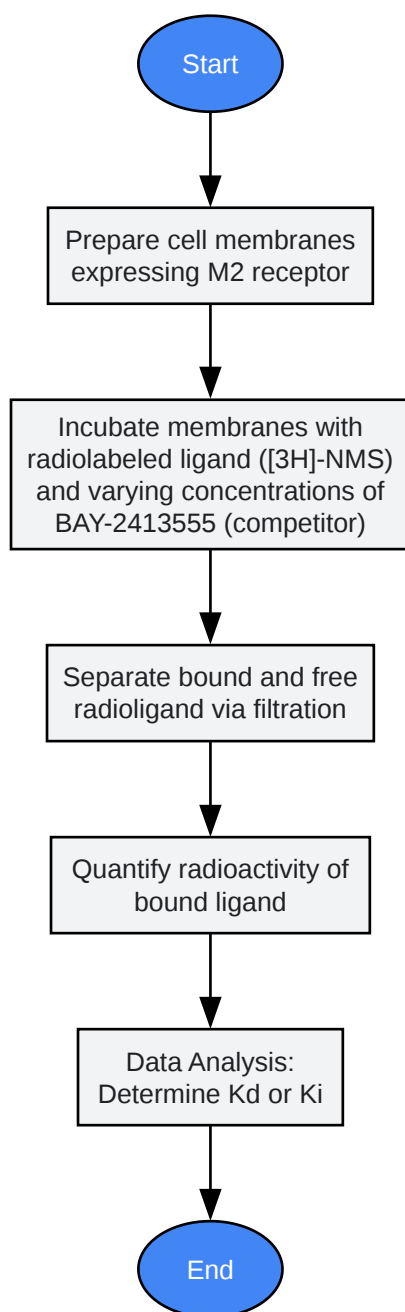 Start
Prepare cell membranes
expressing M2 receptor
Incubate membranes with
radiolabeled ligand ([3H]-NMS)
and varying concentrations of
BAY-2413555 (competitor)
Separate bound and free
radioligand via filtration
Quantify radioactivity of
bound ligand
Data Analysis:
Determine Kd or Ki
End